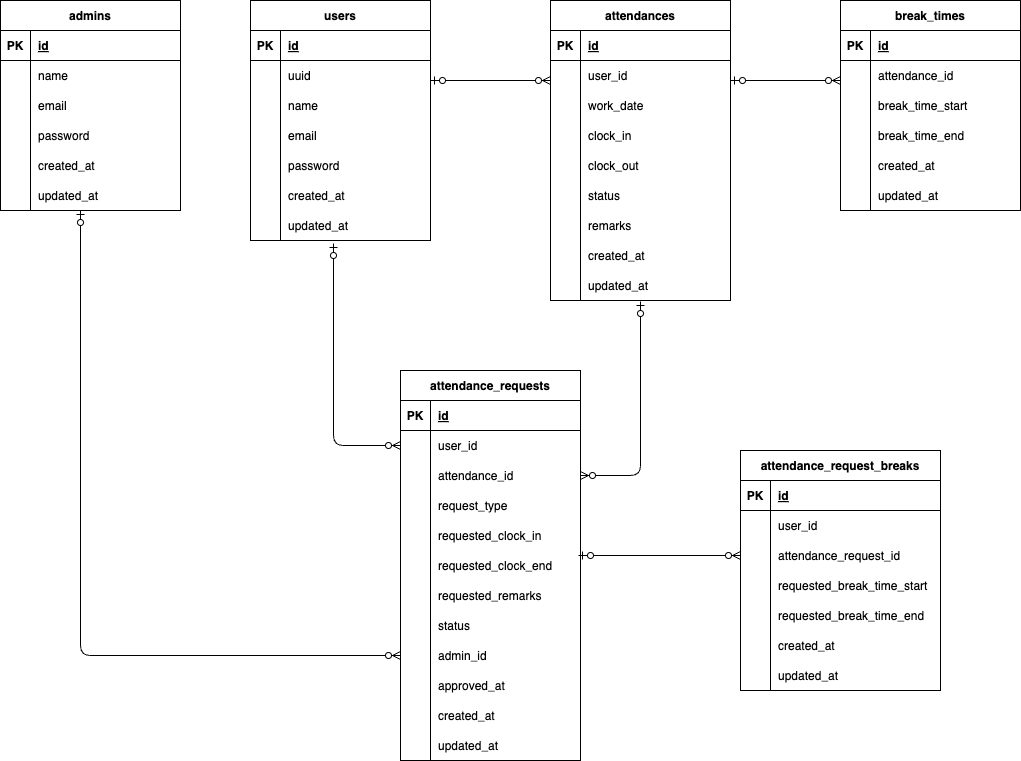 admins
PK id
name
email
password
created_at
updated_at
users
PK id
uuid
name
email
password
created_at
updated_at
attendances
PK id
user_id
work_date
clock_in
clock_out
status
remarks
created_at
updated_at
break_times
PK id
attendance_id
break_time_start
break_time_end
created_at
updated_at
attendance_requests
PK id
user_id
attendance_id
request_type
requested_clock_in
requested_clock_end
requested_remarks
status
admin_id
approved_at
created_at
updated_at
attendance_request_breaks
PK id
user_id
attendance_request_id
requested_break_time_start
requested_break_time_end
created_at
updated_at